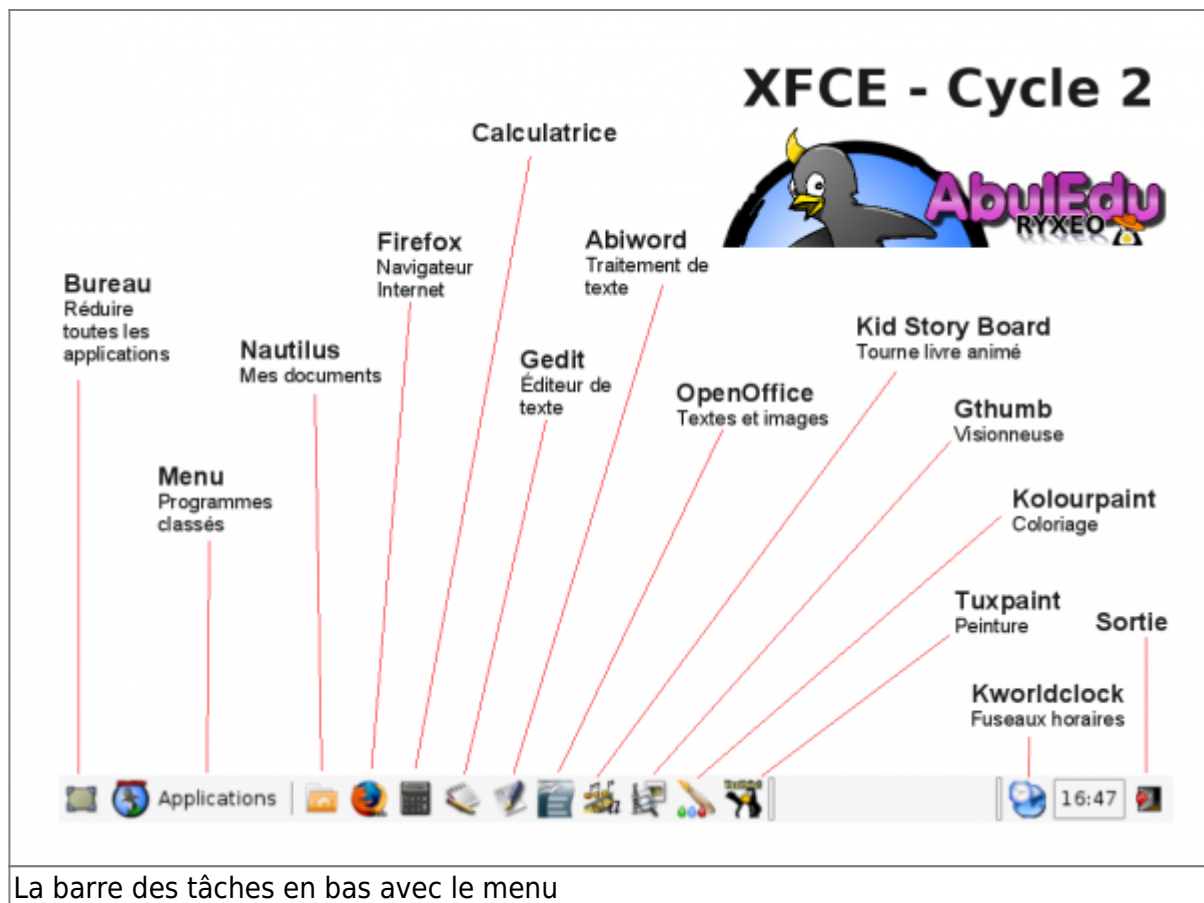 XFCE - Cycle 2
AbulEdu
RYXEO
Calculatrice
Firefox
Navigateur
Internet
Abiword
Traitement de
texte
Bureau
Réduire
toutes les
applications
Nautilus
Mes documents
Gedit
Éditeur de
texte
Kid Story Board
Tourne livre animé
OpenOffice
Textes et images
Gthumb
Visionneuse
Menu
Programmes
classés
Kolourpaint
Coloriage
Tuxpaint
Peinture
Sortie
Kworldclock
Fuseaux horaires
Applications
16:47
La barre des tâches en bas avec le menu